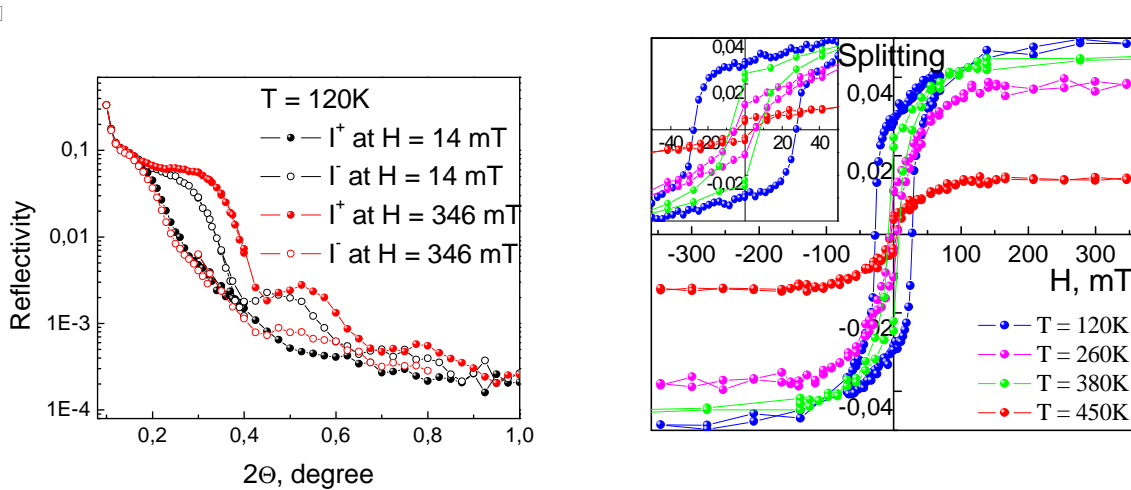 T = 120K
I⁺ at H = 14 mT
I⁻ at H = 14 mT
I⁺ at H = 346 mT
I⁻ at H = 346 mT
Reflectivity
0,1
0,01
1E-3
1E-4
0,2
0,4
0,6
0,8
1,0
2Θ, degree
Splitting
0,04
0,02
-40
-20
20
40
-0,02
0,04
0,02
-300
-200
-100
100
200
300
H, mT
-0,02
-0,04
T = 120K
T = 260K
T = 380K
T = 450K